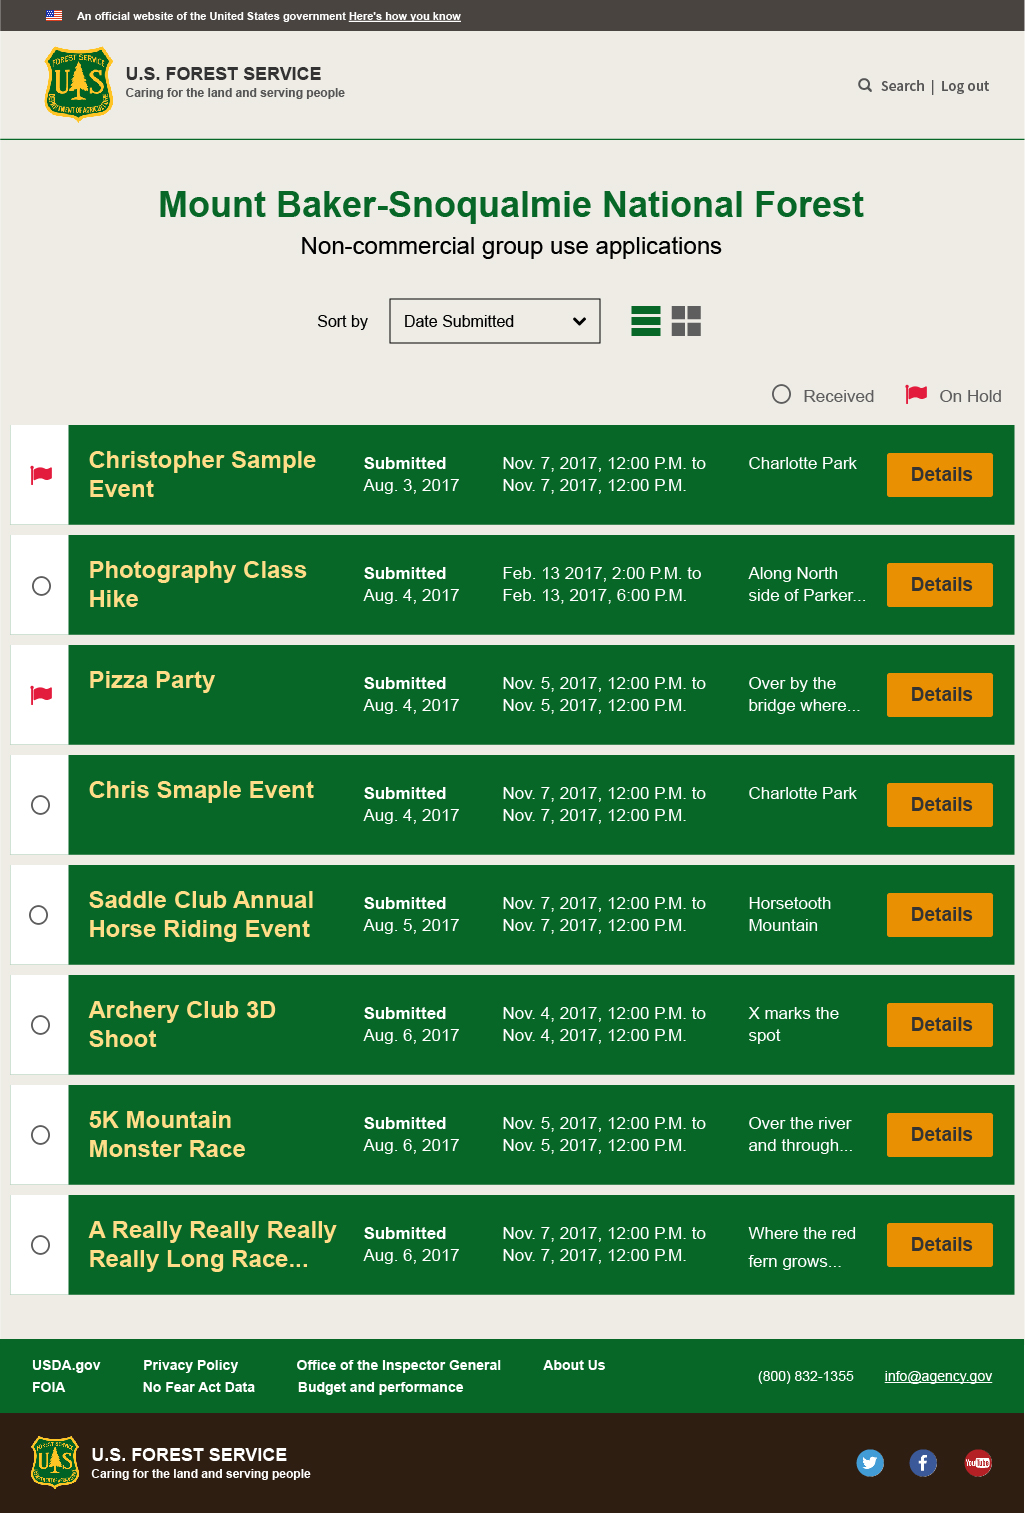 An official website of the United States government Here's how you know
FOREST SERVICE
UAS
DEPARTMENT OF AGRICULTURE
U.S. FOREST SERVICE
Caring for the land and serving people
Search | Log out
Mount Baker-Snoqualmie National Forest
Non-commercial group use applications
Sort by Date Submitted
Received On Hold
Christopher Sample
Event
Submitted
Aug. 3, 2017
Nov. 7, 2017, 12:00 P.M. to
Nov. 7, 2017, 12:00 P.M.
Charlotte Park
Details
Photography Class
Hike
Submitted
Aug. 4, 2017
Feb. 13 2017, 2:00 P.M. to
Feb. 13, 2017, 6:00 P.M.
Along North
side of Parker...
Details
Pizza Party
Submitted
Aug. 4, 2017
Nov. 5, 2017, 12:00 P.M. to
Nov. 5, 2017, 12:00 P.M.
Over by the
bridge where...
Details
Chris Smaple Event
Submitted
Aug. 4, 2017
Nov. 7, 2017, 12:00 P.M. to
Nov. 7, 2017, 12:00 P.M.
Charlotte Park
Details
Saddle Club Annual
Horse Riding Event
Submitted
Aug. 5, 2017
Nov. 7, 2017, 12:00 P.M. to
Nov. 7, 2017, 12:00 P.M.
Horsetooth
Mountain
Details
Archery Club 3D
Shoot
Submitted
Aug. 6, 2017
Nov. 4, 2017, 12:00 P.M. to
Nov. 4, 2017, 12:00 P.M.
X marks the
spot
Details
5K Mountain
Monster Race
Submitted
Aug. 6, 2017
Nov. 5, 2017, 12:00 P.M. to
Nov. 5, 2017, 12:00 P.M.
Over the river
and through...
Details
A Really Really Really
Really Long Race...
Submitted
Aug. 6, 2017
Nov. 7, 2017, 12:00 P.M. to
Nov. 7, 2017, 12:00 P.M.
Where the red
fern grows...
Details
USDA.gov Privacy Policy Office of the Inspector General About Us
FOIA No Fear Act Data Budget and performance
(800) 832-1355 info@agency.gov
FOREST SERVICE
UAS
U.S. FOREST SERVICE
Caring for the land and serving people
YouTube